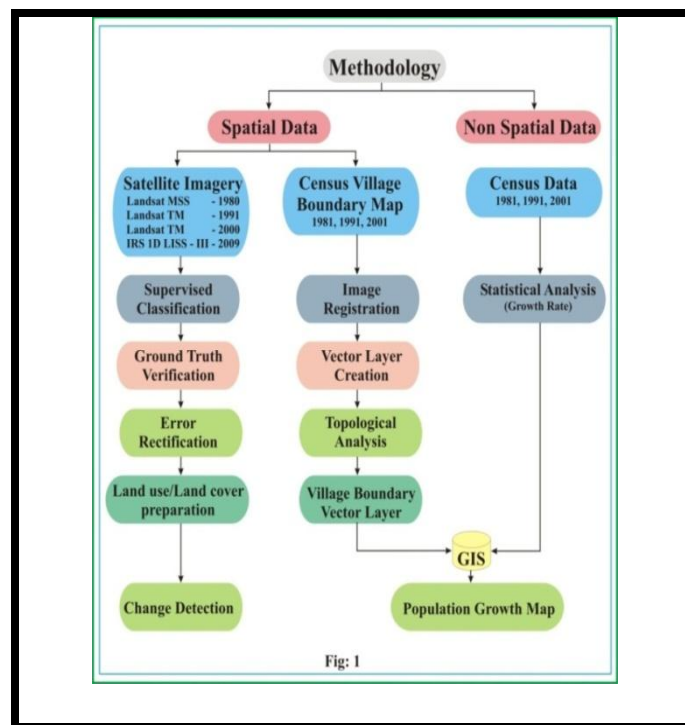 Methodology
Spatial Data
Non Spatial Data
Satellite Imagery
Landsat MSS - 1980
Landsat TM - 1991
Landsat TM - 2000
IRS 1D LISS - III - 2009
Census Village
Boundary Map
1981, 1991, 2001
Census Data
1981, 1991, 2001
Supervised
Classification
Image
Registration
Statistical Analysis
(Growth Rate)
Ground Truth
Verification
Vector Layer
Creation
Error
Rectification
Topological
Analysis
Land use/Land cover
preparation
Village Boundary
Vector Layer
GIS
Change Detection
Population Growth Map
Fig: 1